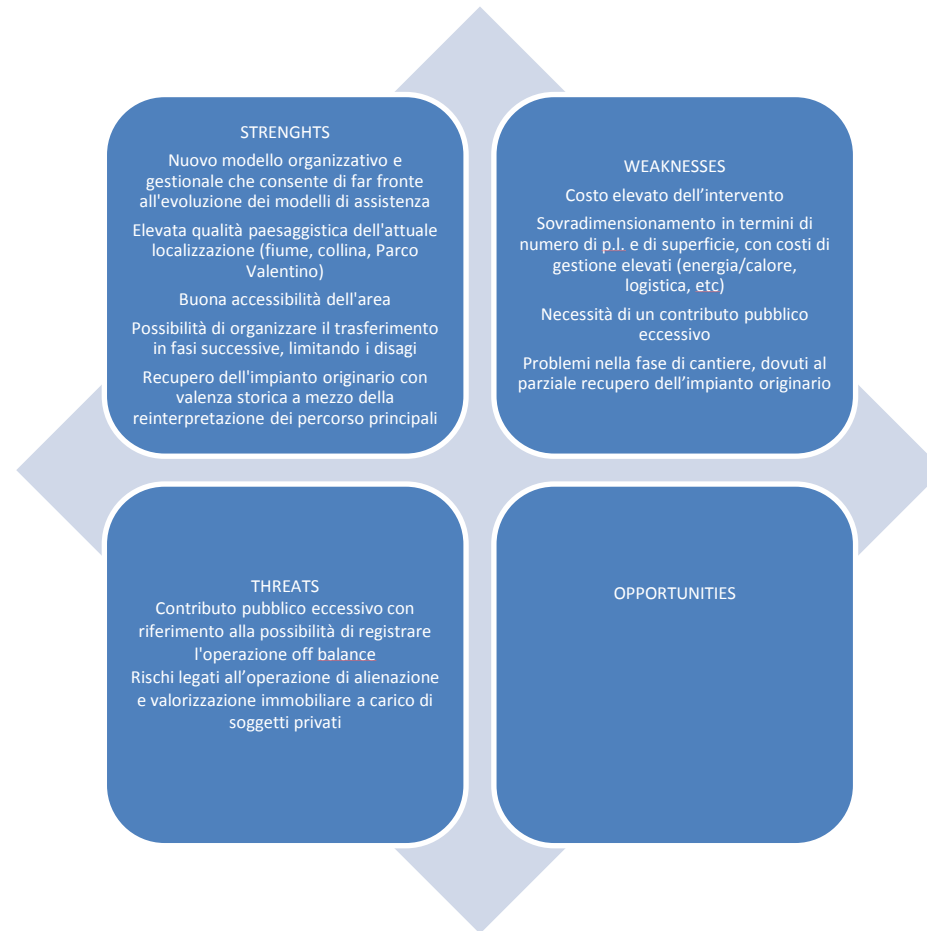 STRENGHTS
Nuovo modello organizzativo e
gestionale che consente di far fronte
all'evoluzione dei modelli di assistenza
Elevata qualità paesaggistica dell'attuale
localizzazione (fiume, collina, Parco
Valentino)
Buona accessibilità dell'area
Possibilità di organizzare il trasferimento
in fasi successive, limitando i disagi
Recupero dell'impianto originario con
valenza storica a mezzo della
reinterpretazione dei percorso principali
WEAKNESSES
Costo elevato dell’intervento
Sovradimensionamento in termini di
numero di p.l. e di superficie, con costi di
gestione elevati (energia/calore,
logistica, etc)
Necessità di un contributo pubblico
eccessivo
Problemi nella fase di cantiere, dovuti al
parziale recupero dell’impianto originario
THREATS
Contributo pubblico eccessivo con
riferimento alla possibilità di registrare
l'operazione off balance
Rischi legati all’operazione di alienazione
e valorizzazione immobiliare a carico di
soggetti privati
OPPORTUNITIES